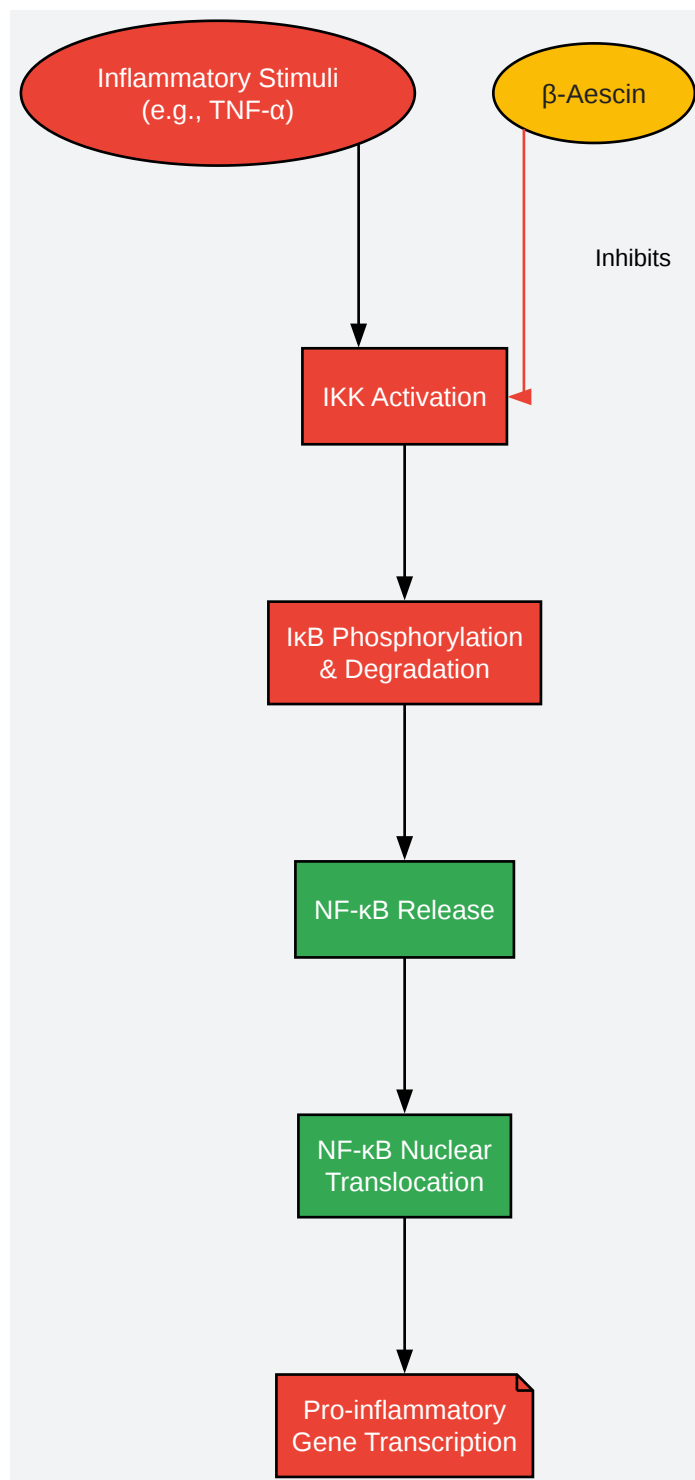 Inflammatory Stimuli
(e.g., TNF-α)
β-Aescin
Inhibits
IKK Activation
IκB Phosphorylation
& Degradation
NF-κB Release
NF-κB Nuclear
Translocation
Pro-inflammatory
Gene Transcription